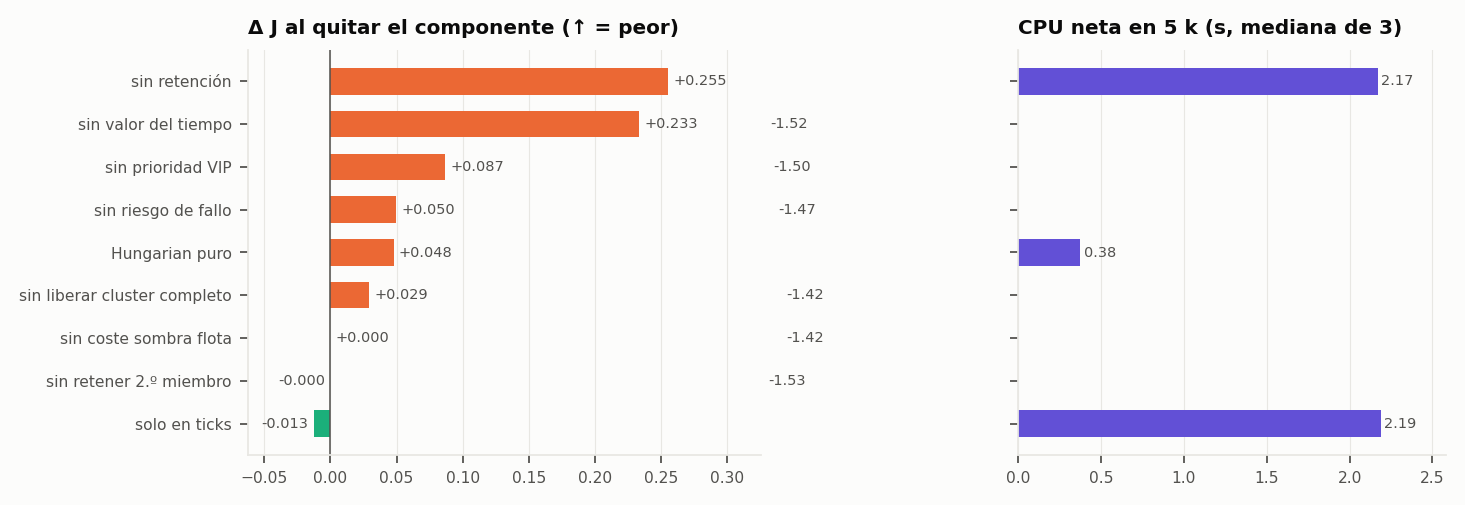 Δ J al quitar el componente (↑ = peor)
CPU neta en 5 k (s, mediana de 3)
sin retención +0.255 2.17
sin valor del tiempo +0.233 -1.52
sin prioridad VIP +0.087 -1.50
sin riesgo de fallo +0.050 -1.47
Hungarian puro +0.048 0.38
sin liberar cluster completo +0.029 -1.42
sin coste sombra flota +0.000 -1.42
sin retener 2.º miembro -0.000 -1.53
solo en ticks -0.013 2.19
−0.05 0.00 0.05 0.10 0.15 0.20 0.25 0.30
0.0 0.5 1.0 1.5 2.0 2.5